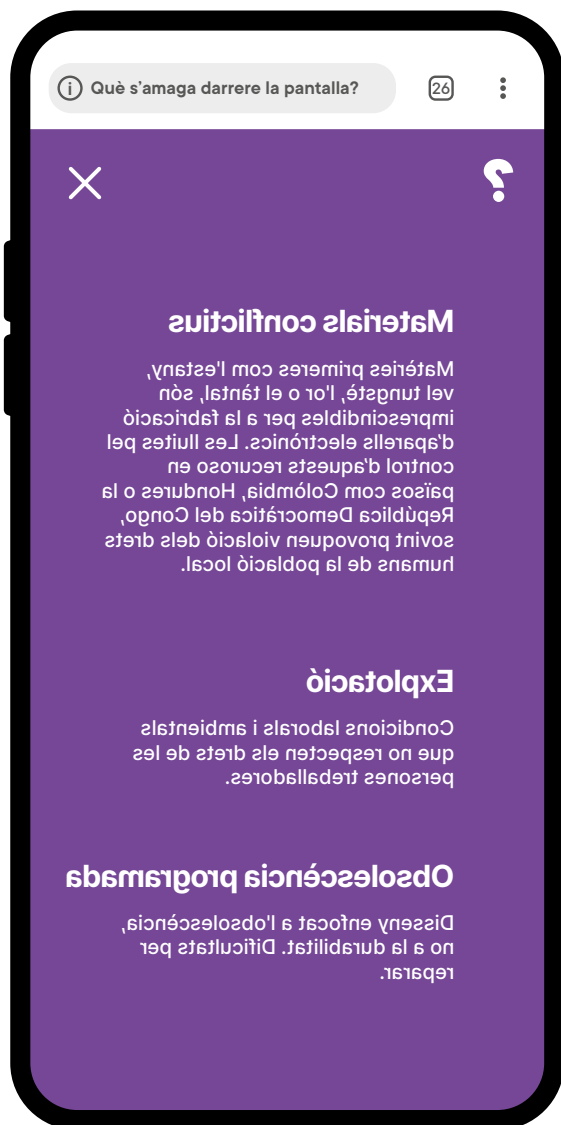 Què s’amaga darrere la pantalla?
26
?
Materials conflictius
Matèries primeres com l'estany,
vel tungstè, l'or o el tàntal, són
imprescindibles per a la fabricació
d'aparells electrònics. Les lluites pel
control d'aquests recuroso en
països com Colòmbia, Hondures o la
República Democràtica del Congo,
sovint provoquen violació dels drets
humans de la població local.
Explotació
Condicions laborals i ambientals
que no respecten els drets de les
persones treballadores.
Obsolescència programada
Disseny enfocat a l'obsolescència,
no a la durabilitat. Dificultats per
reparar.